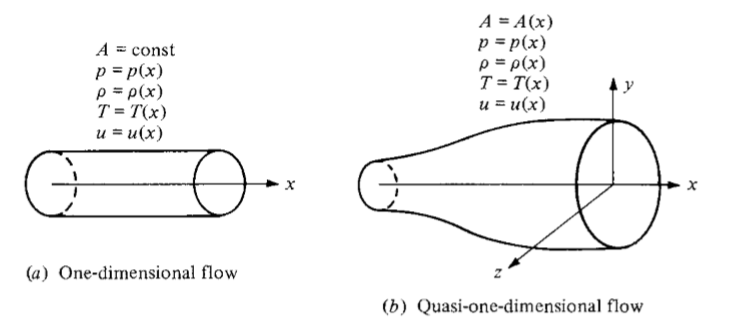 A = const
p = p(x)
ρ = ρ(x)
T = T(x)
u = u(x)
x
(a) One-dimensional flow
A = A(x)
p = p(x)
ρ = ρ(x)
T = T(x)
u = u(x)
y
x
z
(b) Quasi-one-dimensional flow